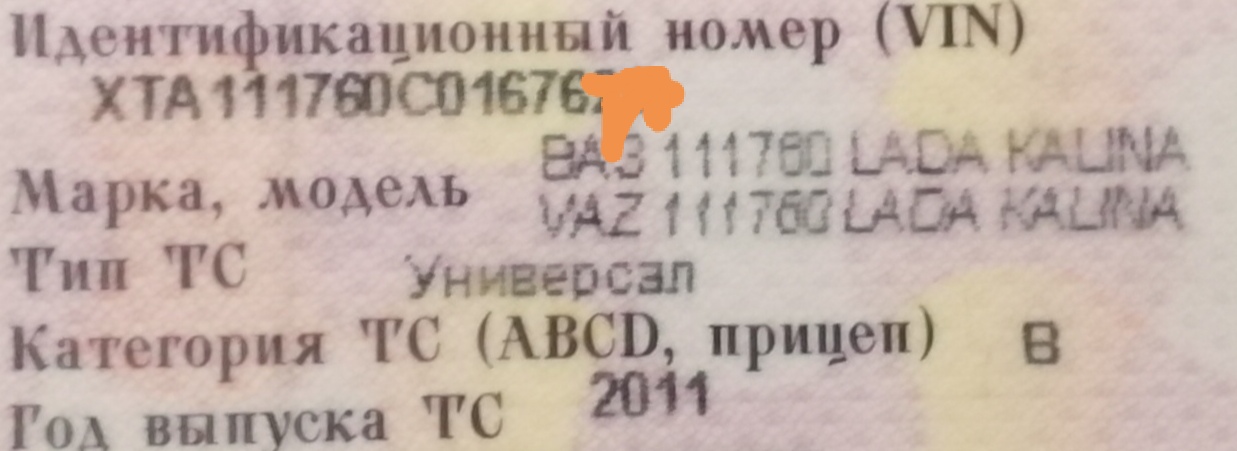 Идентификационный номер (VIN)
XTA111760C01676
ВАЗ 111760 LADA KALINA
Марка, модель
VAZ 111760 LADA KALINA
Тип ТС Универсал
Категория ТС (ABCD, прицеп) B
Год выпуска ТС 2011